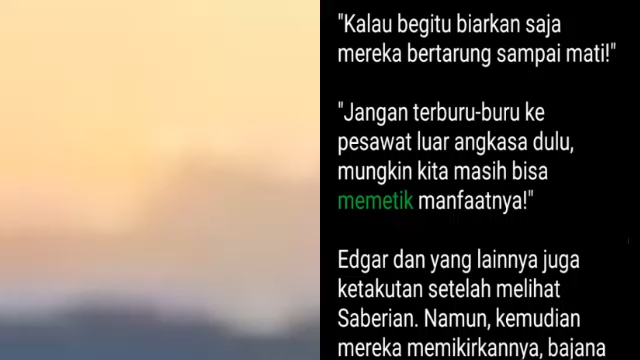 "Kalau begitu biarkan saja
mereka bertarung sampai mati!"
"Jangan terburu-buru ke
pesawat luar angkasa dulu,
mungkin kita masih bisa
memetik manfaatnya!"
Edgar dan yang lainnya juga
ketakutan setelah melihat
Saberian. Namun, kemudian
mereka memikirkannya, bajana